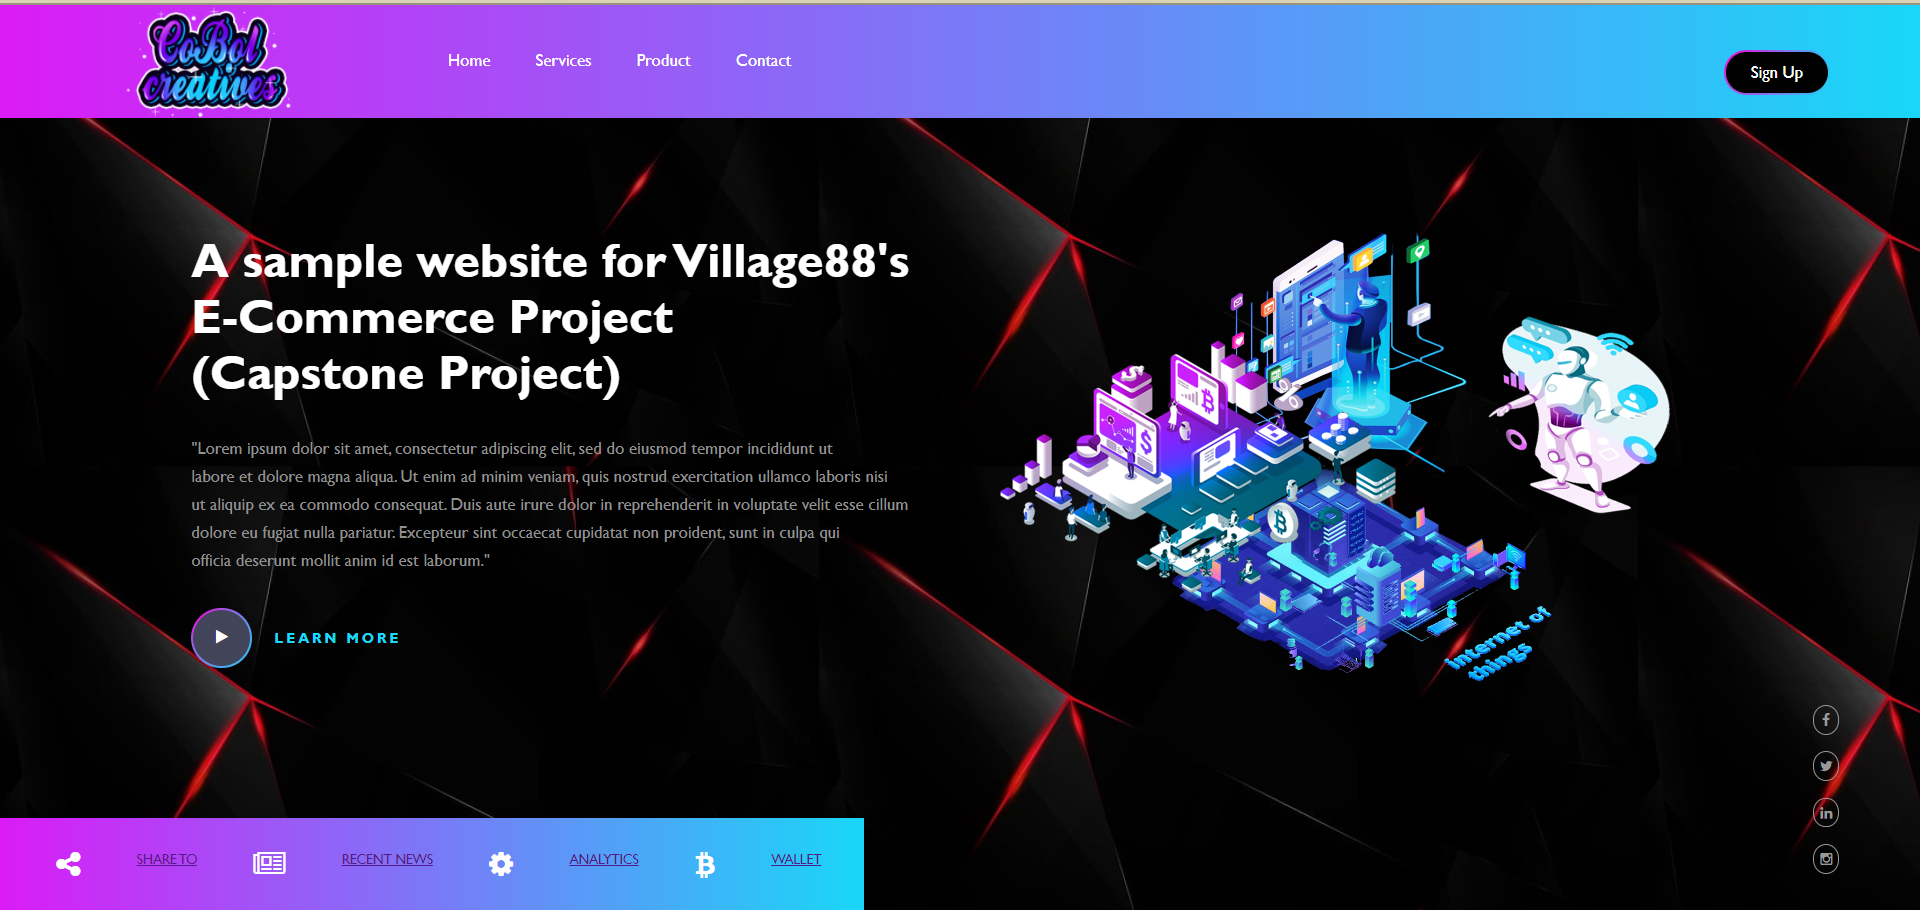 CoBol
creatives
Home Services Product Contact
Sign Up
A sample website for Village88's
E-Commerce Project
(Capstone Project)
"Lorem ipsum dolor sit amet, consectetur adipiscing elit, sed do eiusmod tempor incididunt ut
labore et dolore magna aliqua. Ut enim ad minim veniam, quis nostrud exercitation ullamco laboris nisi
ut aliquip ex ea commodo consequat. Duis aute irure dolor in reprehenderit in voluptate velit esse cillum
dolore eu fugiat nulla pariatur. Excepteur sint occaecat cupidatat non proident, sunt in culpa qui
officia deserunt mollit anim id est laborum."
LEARN MORE
internet of
things
SHARE TO RECENT NEWS ANALYTICS WALLET